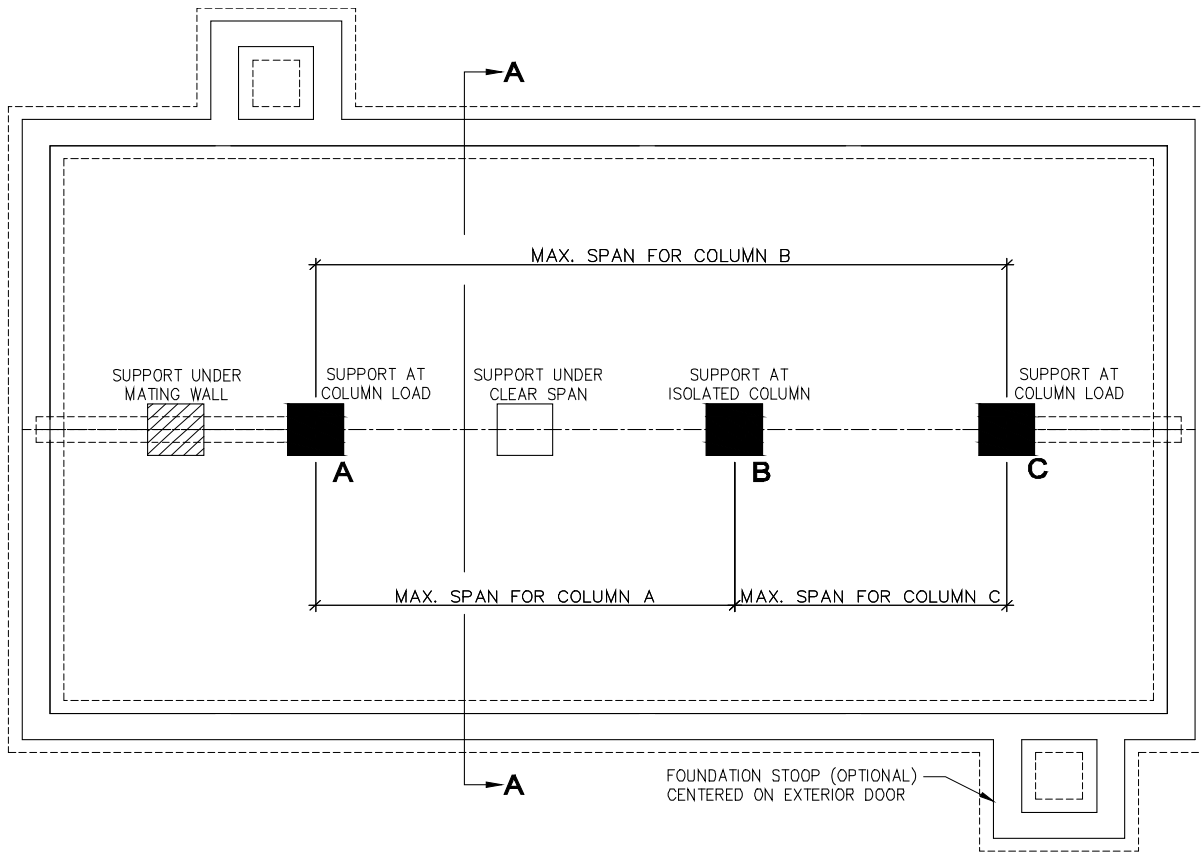 A
MAX. SPAN FOR COLUMN B
SUPPORT UNDER
MATING WALL
SUPPORT AT
COLUMN LOAD
SUPPORT UNDER
CLEAR SPAN
SUPPORT AT
ISOLATED COLUMN
SUPPORT AT
COLUMN LOAD
A
B
C
MAX. SPAN FOR COLUMN A
MAX. SPAN FOR COLUMN C
FOUNDATION STOOP (OPTIONAL)
CENTERED ON EXTERIOR DOOR
A